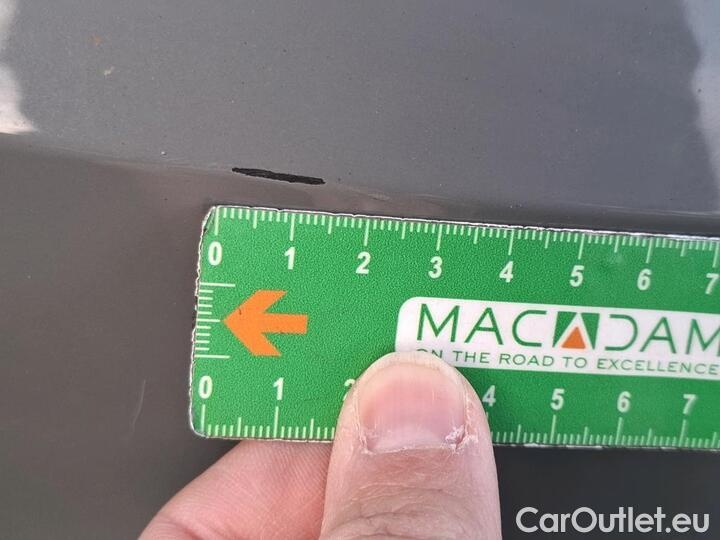 0 1 2 3 4 5 6 7
MACADAM
ON THE ROAD TO EXCELLENCE
0 1 4 5 6 7
CarOutlet.eu